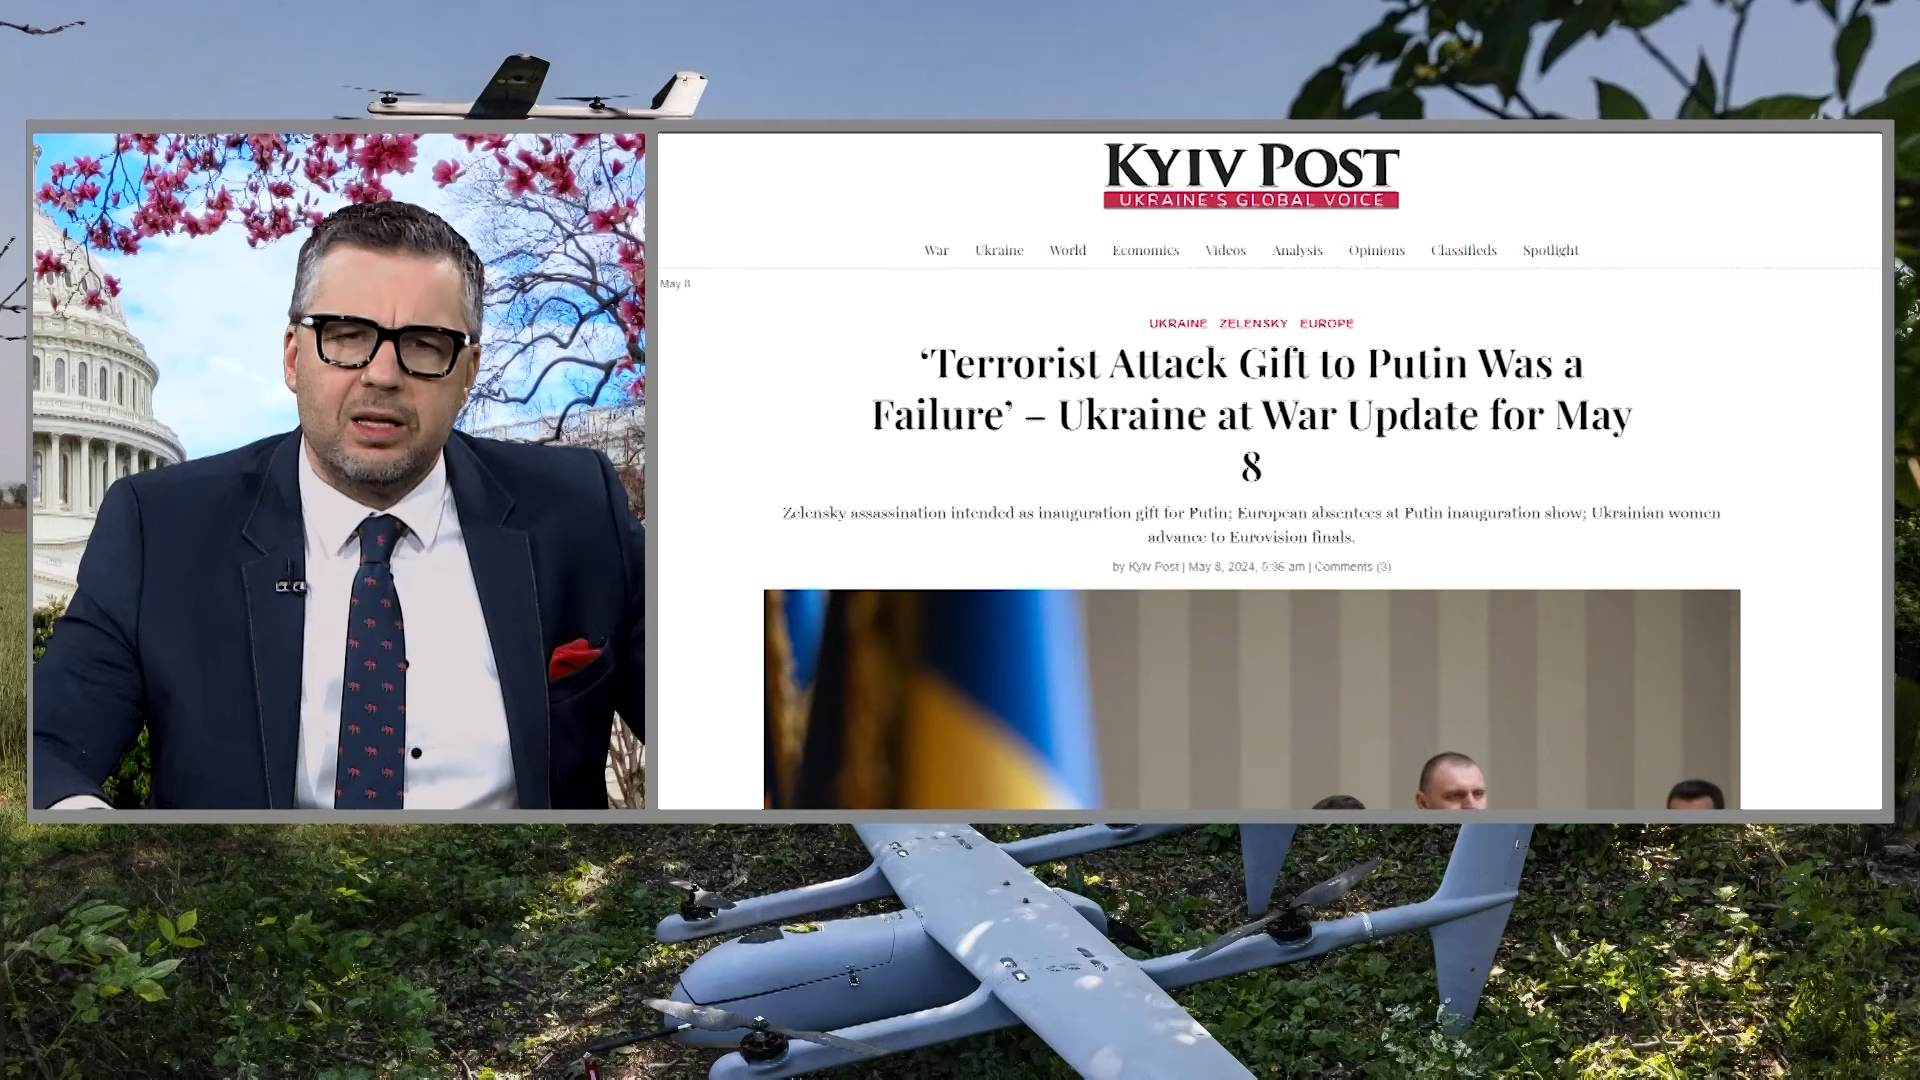 KYIV POST
UKRAINE'S GLOBAL VOICE
War Ukraine World Economics Videos Analysis Opinions Classifieds Spotlight
May 8
UKRAINE ZELENSKY EUROPE
‘Terrorist Attack Gift to Putin Was a
Failure’ – Ukraine at War Update for May
8
Zelensky assassination intended as inauguration gift for Putin; European absentees at Putin inauguration show; Ukrainian women
advance to Eurovision finals.
by Kyiv Post | May 8, 2024, 5:36 am | Comments (3)